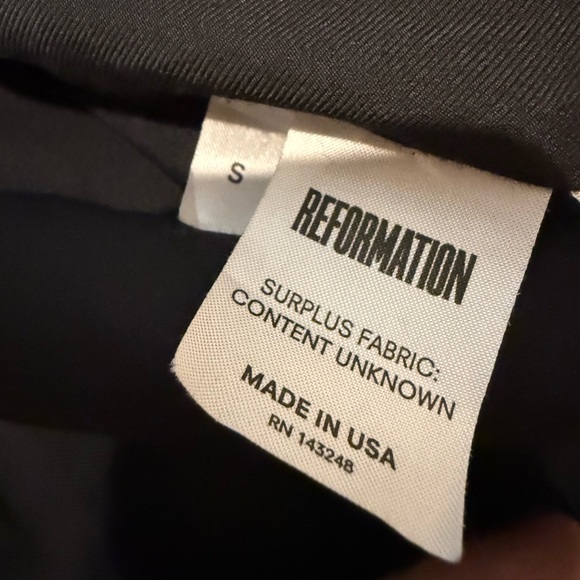 S
REFORMATION
SURPLUS FABRIC:
CONTENT UNKNOWN
MADE IN USA
RN 143248